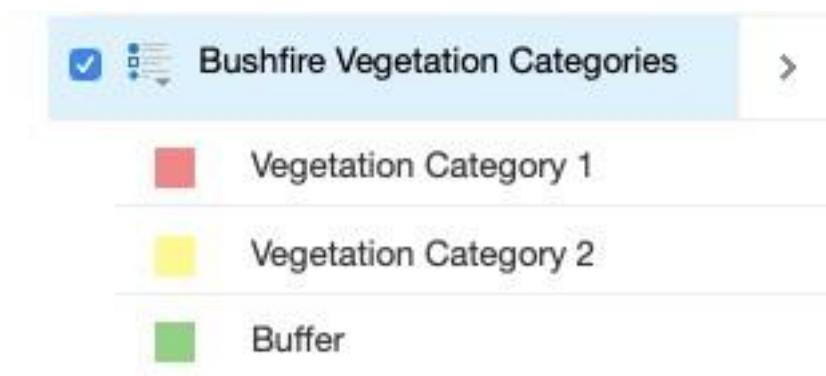 Bushfire Vegetation Categories
Vegetation Category 1
Vegetation Category 2
Buffer